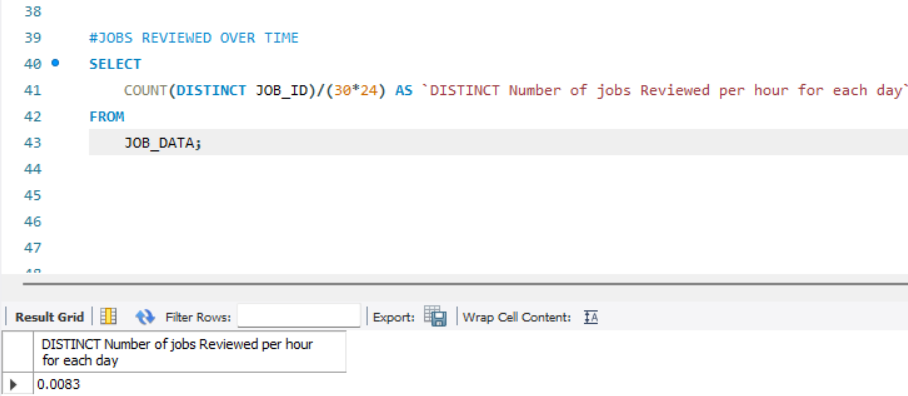 38
39 #JOBS REVIEWED OVER TIME
40 SELECT
41 COUNT(DISTINCT JOB_ID)/(30*24) AS `DISTINCT Number of jobs Reviewed per hour for each day`
42 FROM
43 JOB_DATA;
44
45
46
47
48
Result Grid Filter Rows: Export: Wrap Cell Content: IA
DISTINCT Number of jobs Reviewed per hour
for each day
0.0083